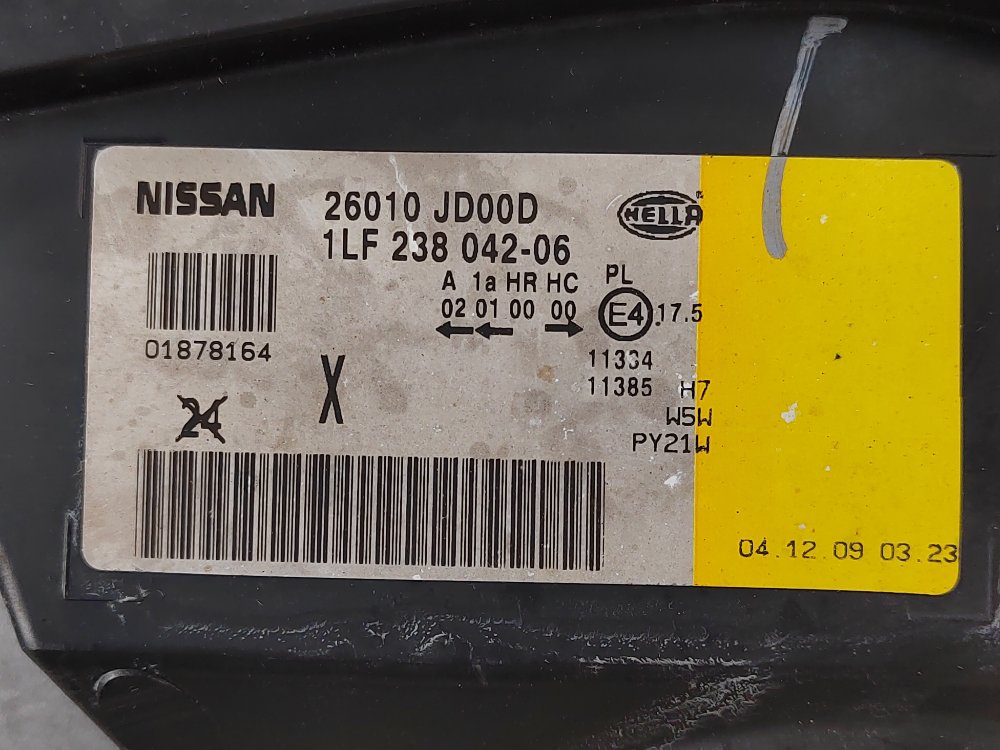 NISSAN
26010 JD00D
1LF 238 042-06
HELLA
A 1a HR HC PL
02 01 00 00 E4 .17.5
01878164
11334
11385 H7
24
X
W5W
PY21W
04.12.09 03.23